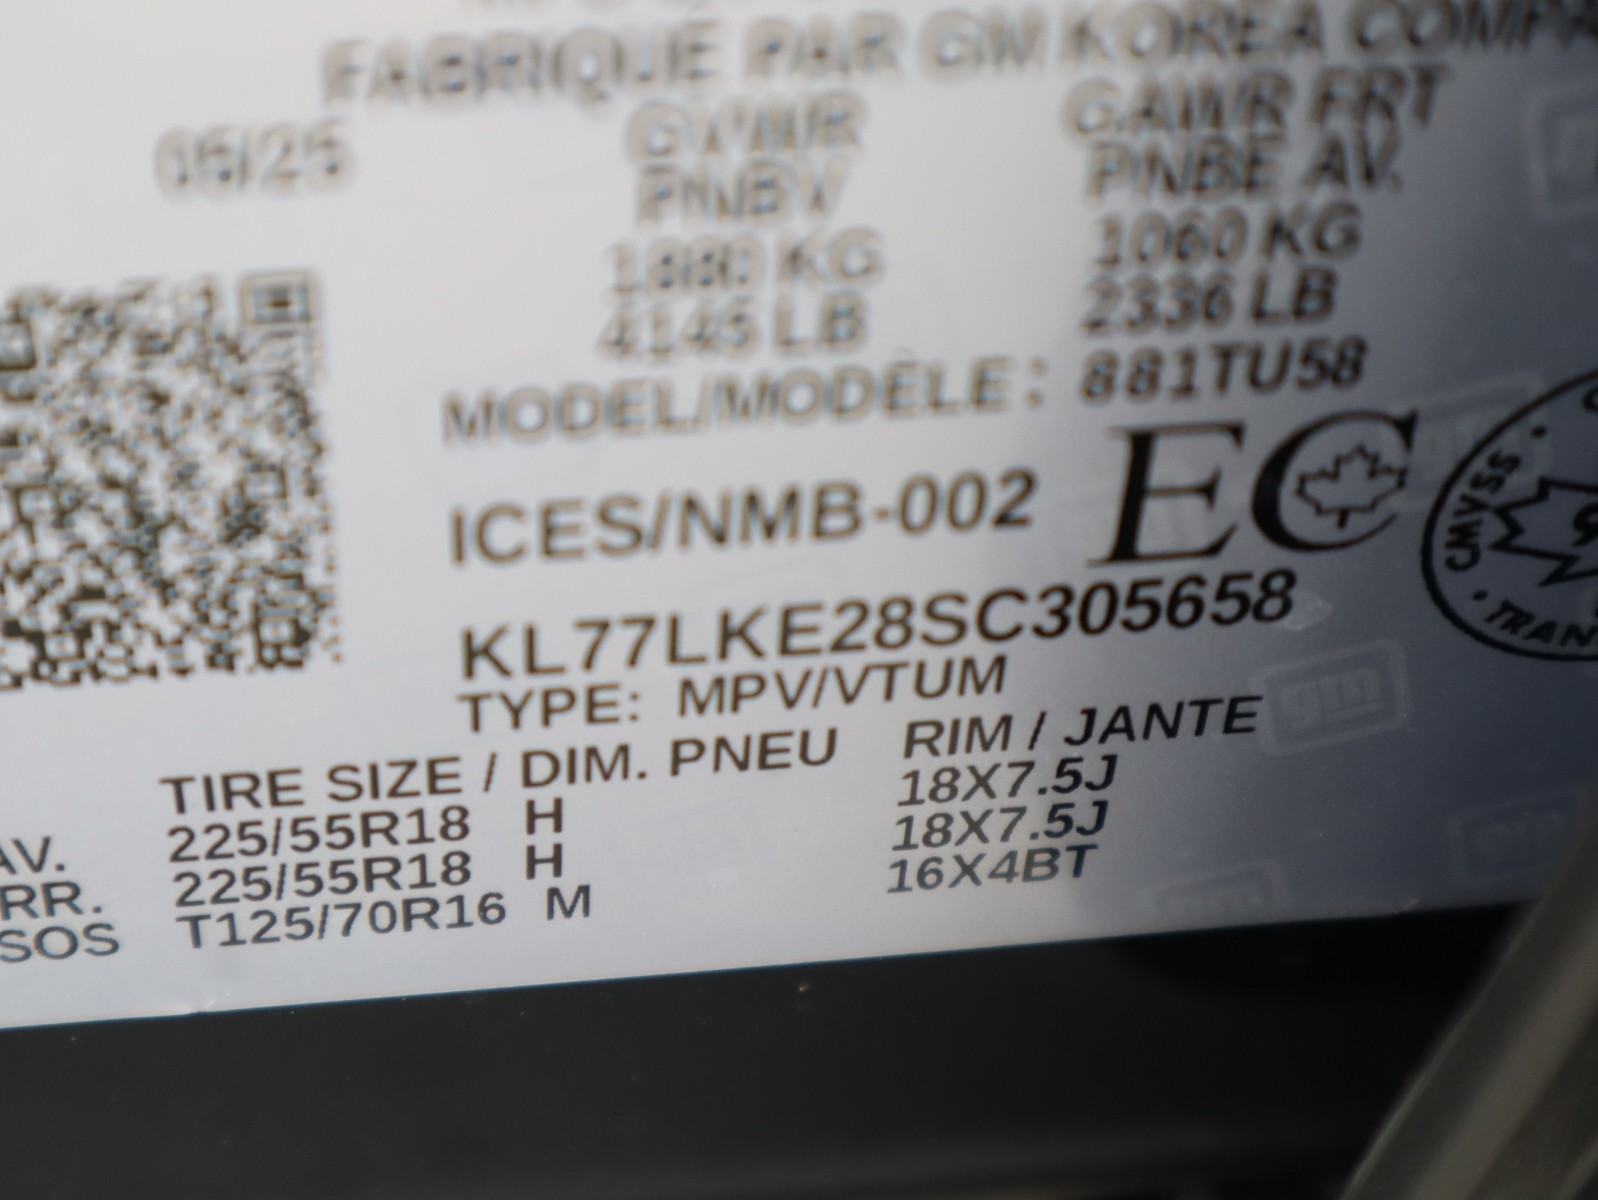 FABRIQUÉ PAR GM KOREA
05/25 GVWR GAWR FRT
PNBV PNBE AV.
1880 KG 1060 KG
4145 LB 2336 LB
MODEL/MODÈLE: 881TU58
ICES/NMB-002 EC
CMVSS
KL77LKE28SC305658
TYPE: MPV/VTUM
gm
TIRE SIZE / DIM. PNEU RIM / JANTE
AV. 225/55R18 H 18X7.5J
RR. 225/55R18 H 18X7.5J
SOS T125/70R16 M 16X4BT